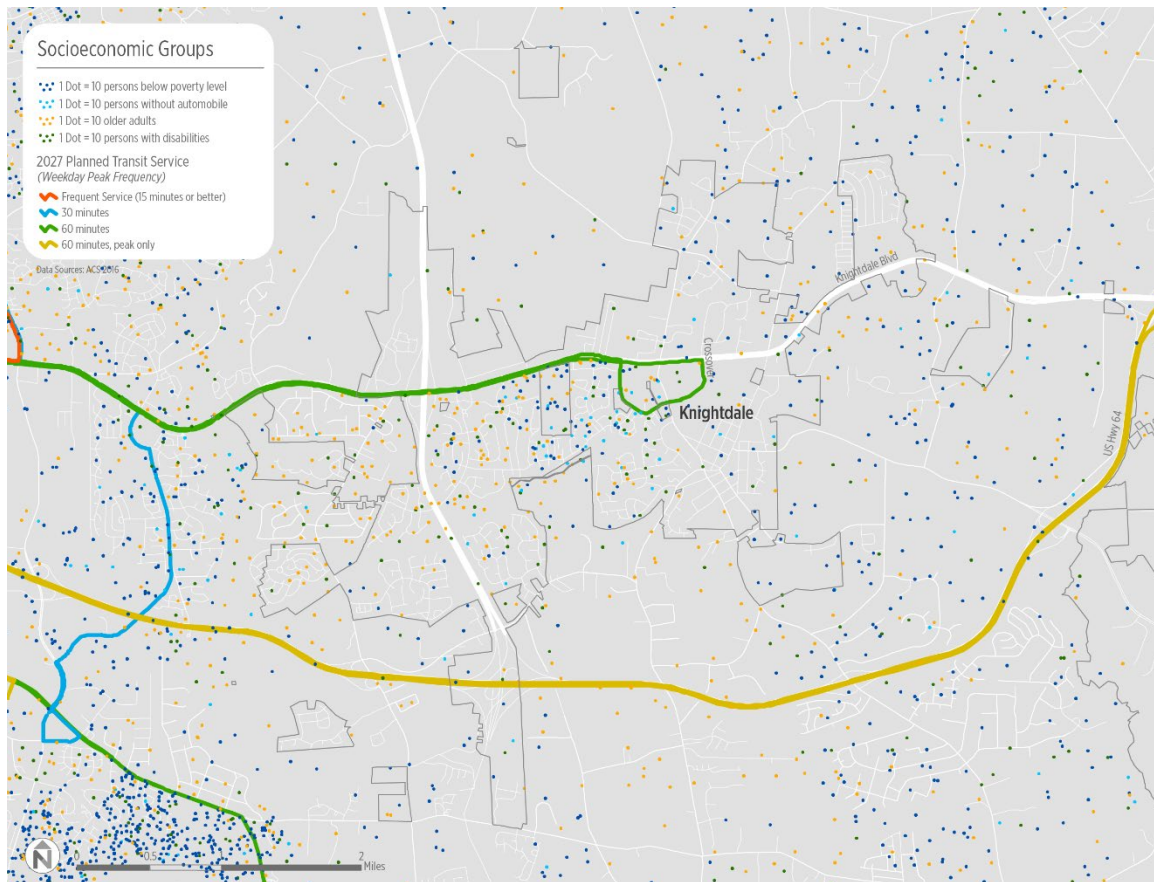 Socioeconomic Groups
1 Dot = 10 persons below poverty level
1 Dot = 10 persons without automobile
1 Dot = 10 older adults
1 Dot = 10 persons with disabilities
2027 Planned Transit Service
(Weekday Peak Frequency)
Frequent Service (15 minutes or better)
30 minutes
60 minutes
60 minutes, peak only
Data Sources: ACS 2016
Knightdale Blvd
Crossover
Knightdale
US Hwy 64
N
0 0.5 1 2
Miles